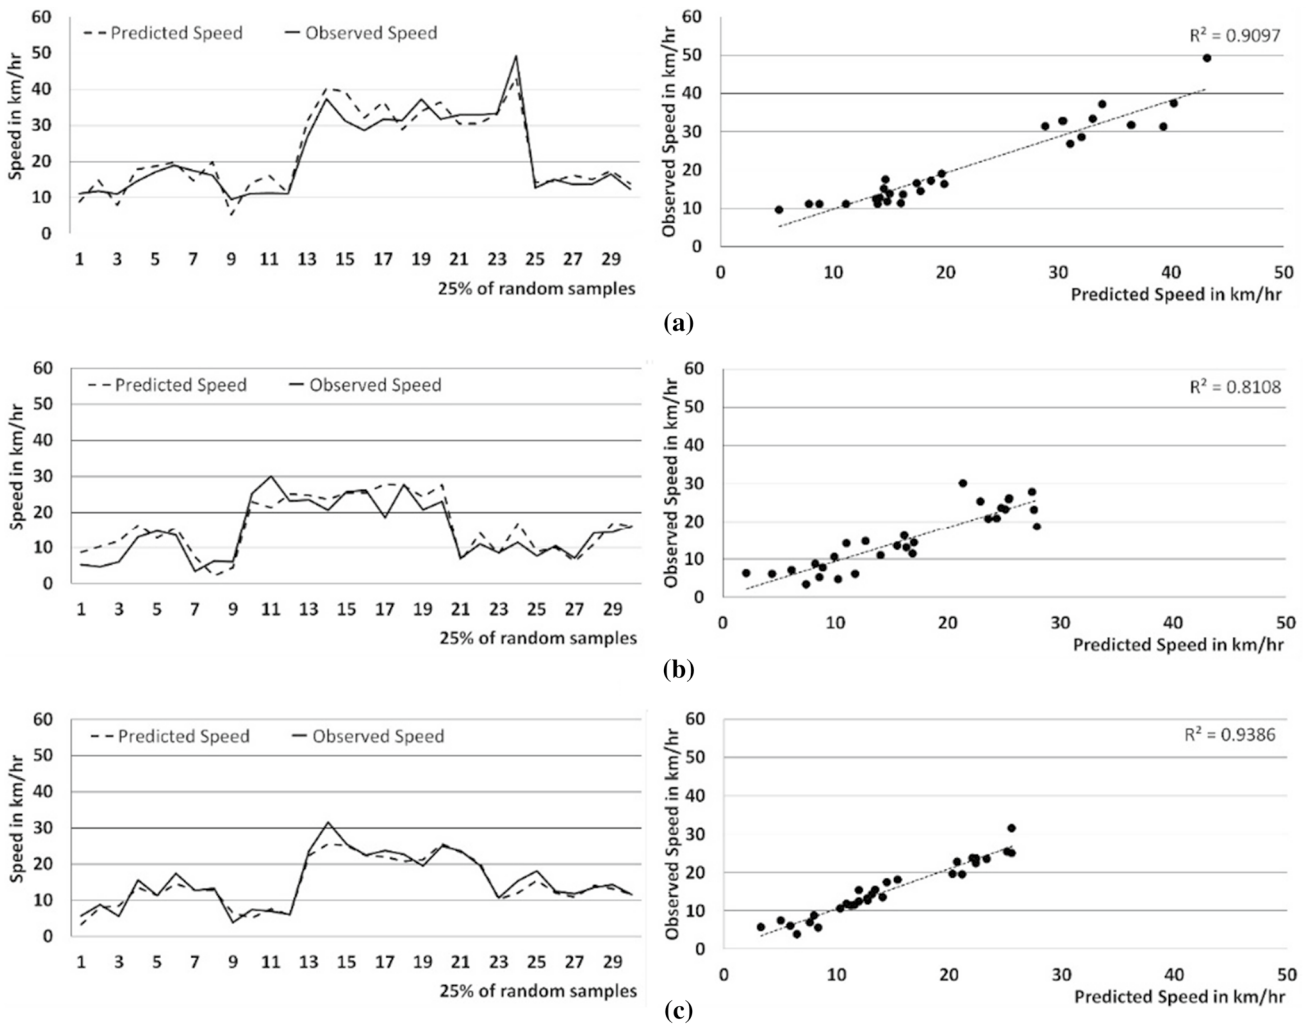 Predicted Speed Observed Speed
Speed in km/hr
60
50
40
30
20
10
0
1 3 5 7 9 11 13 15 17 19 21 23 25 27 29
25% of random samples
R² = 0.9097
Observed Speed in km/hr
60
50
40
30
20
10
0
0 10 20 30 40 50
Predicted Speed in km/hr
(a)
Predicted Speed Observed Speed
Speed in km/hr
60
50
40
30
20
10
0
1 3 5 7 9 11 13 15 17 19 21 23 25 27 29
25% of random samples
R² = 0.8108
Observed Speed in km/hr
60
50
40
30
20
10
0
0 10 20 30 40 50
Predicted Speed in km/hr
(b)
Predicted Speed Observed Speed
Speed in km/hr
60
50
40
30
20
10
0
1 3 5 7 9 11 13 15 17 19 21 23 25 27 29
25% of random samples
R² = 0.9386
Observed Speed in km/hr
60
50
40
30
20
10
0
0 10 20 30 40 50
Predicted Speed in km/hr
(c)